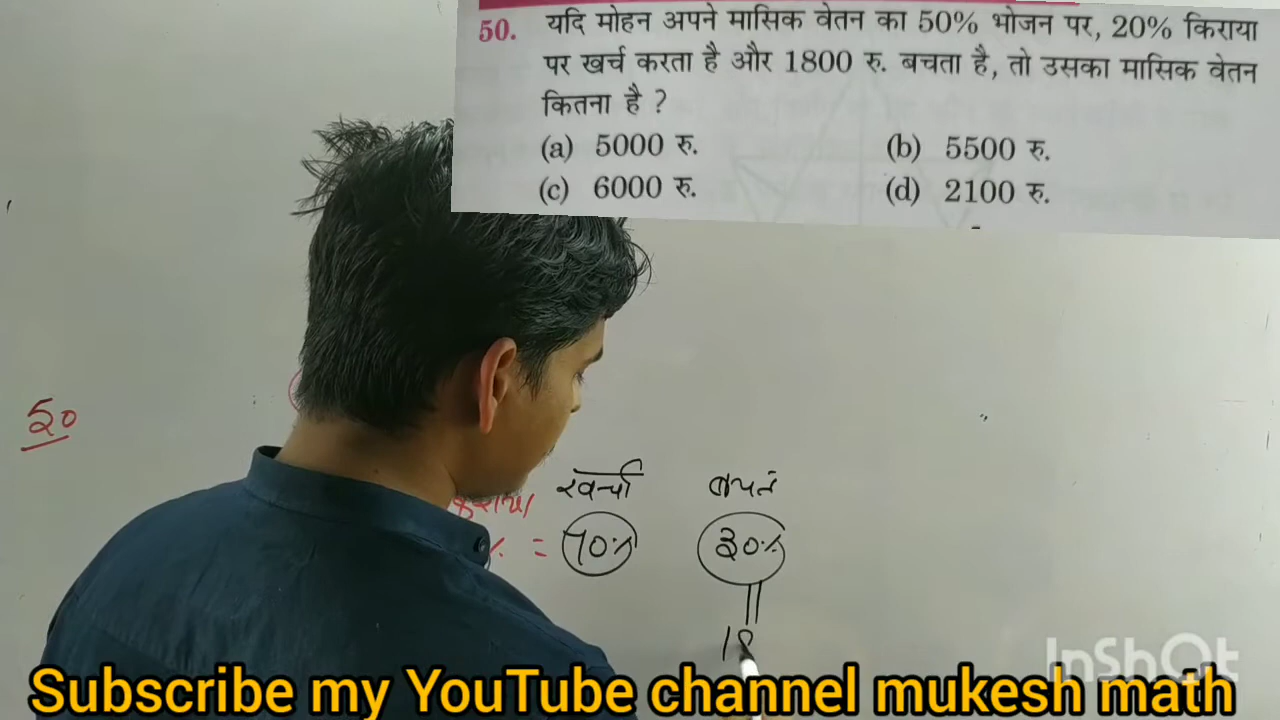 50. यदि मोहन अपने मासिक वेतन का 50% भोजन पर, 20% किराया
पर खर्च करता है और 1800 रु. बचता है, तो उसका मासिक वेतन
कितना है ?
(a) 5000 रु. (b) 5500 रु.
(c) 6000 रु. (d) 2100 रु.
50
खर्चा बचत
% = 70% 30%
18
InShOt
Subscribe my YouTube channel mukesh math